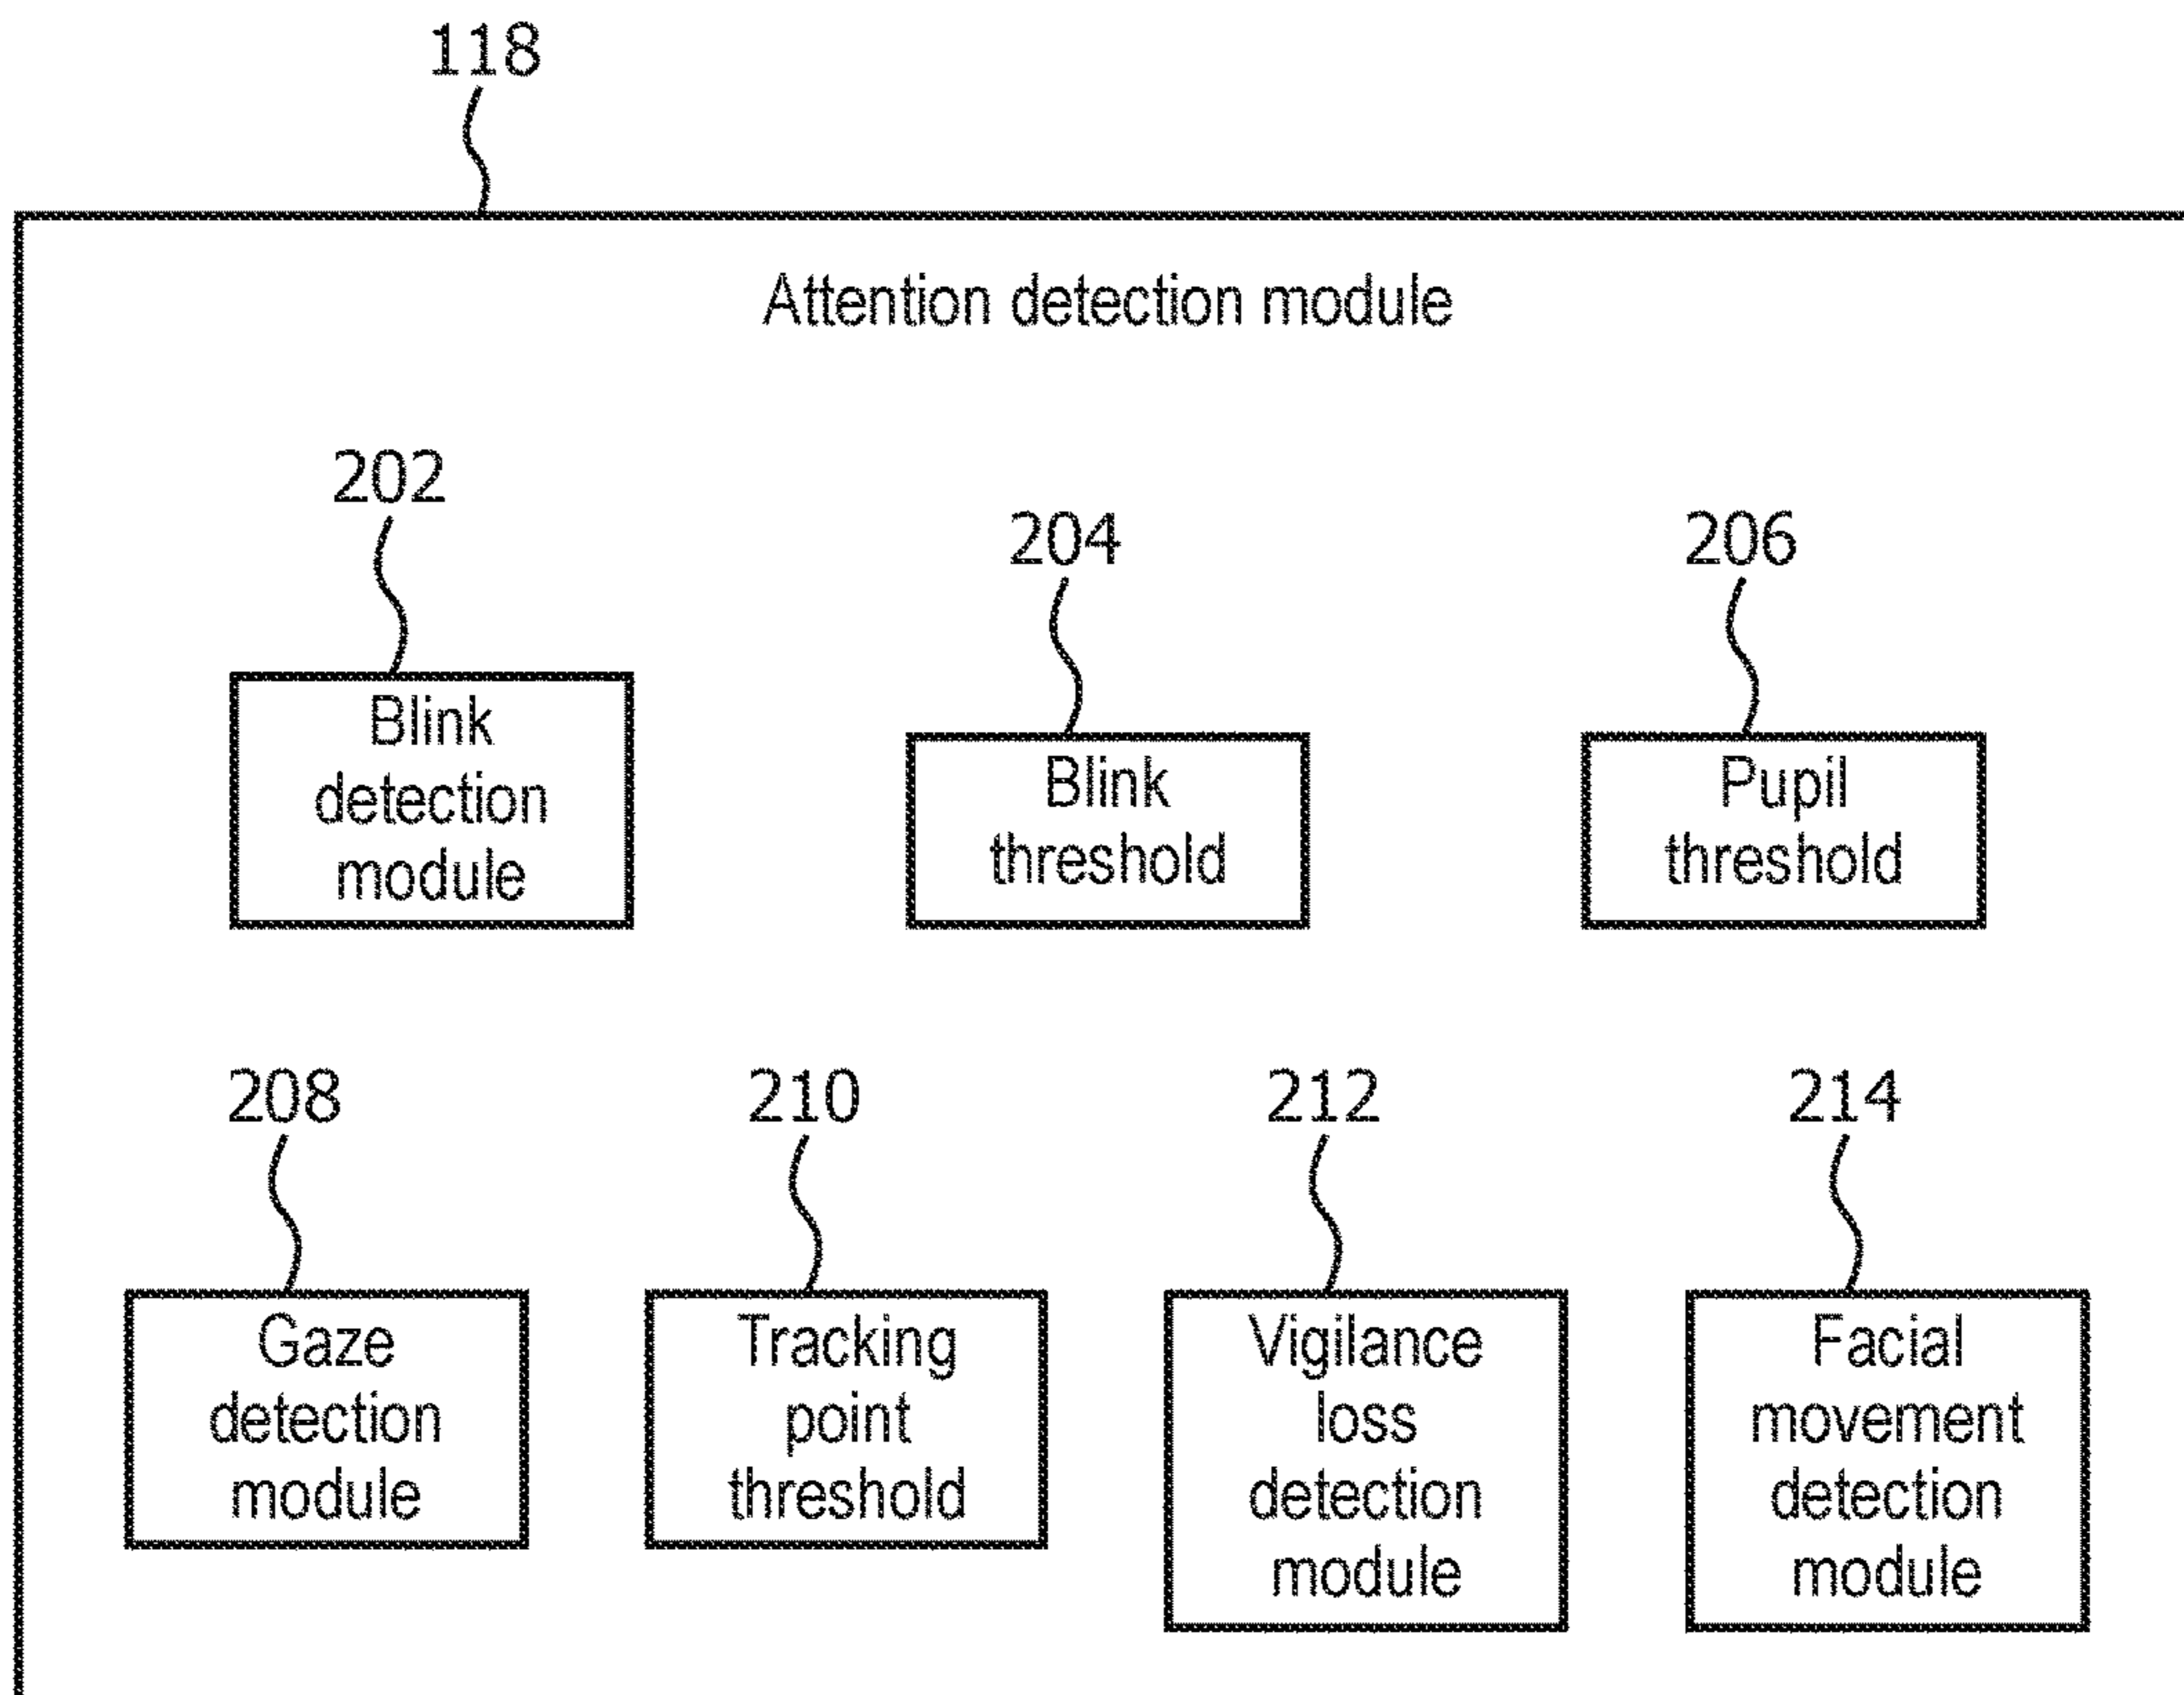 118
Attention detection module
202
204
206
Blink
detection
module
Blink
threshold
Pupil
threshold
208
210
212
214
Gaze
detection
module
Tracking
point
threshold
Vigilance
loss
detection
module
Facial
movement
detection
module